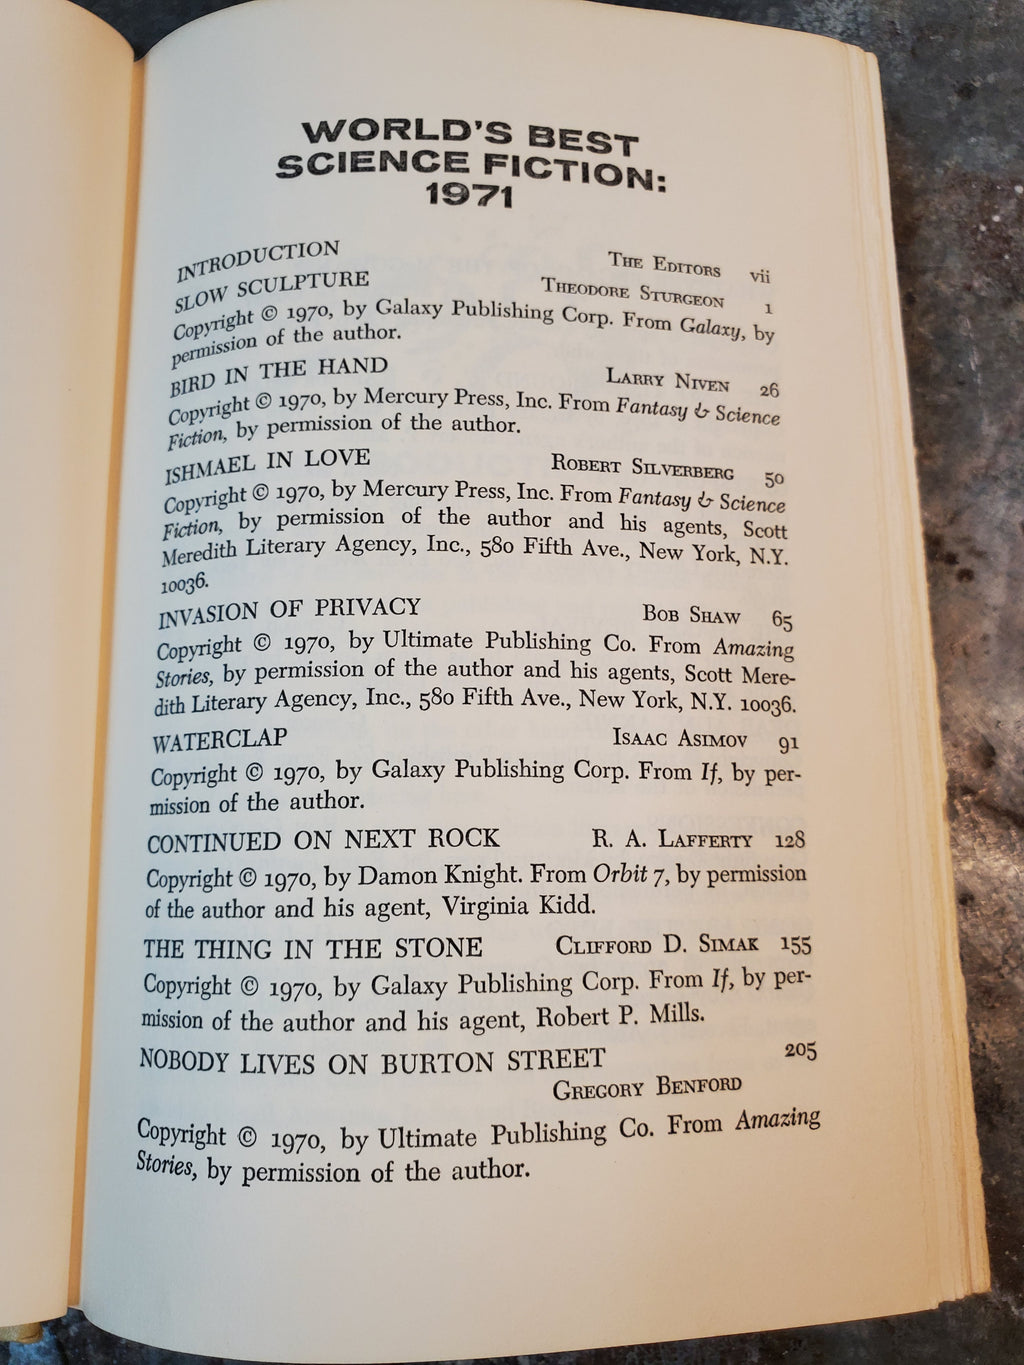 WORLD'S BEST
SCIENCE FICTION:
1971
INTRODUCTION THE EDITORS vii
SLOW SCULPTURE THEODORE STURGEON 1
Copyright © 1970, by Galaxy Publishing Corp. From Galaxy, by
permission of the author.
BIRD IN THE HAND LARRY NIVEN 26
Copyright © 1970, by Mercury Press, Inc. From Fantasy & Science
Fiction, by permission of the author.
ISHMAEL IN LOVE ROBERT SILVERBERG 50
Copyright © 1970, by Mercury Press, Inc. From Fantasy & Science
Fiction, by permission of the author and his agents, Scott
Meredith Literary Agency, Inc., 580 Fifth Ave., New York, N.Y.
10036.
INVASION OF PRIVACY BOB SHAW 65
Copyright © 1970, by Ultimate Publishing Co. From Amazing
Stories, by permission of the author and his agents, Scott Mere-
dith Literary Agency, Inc., 580 Fifth Ave., New York, N.Y. 10036.
WATERCLAP ISAAC ASIMOV 91
Copyright © 1970, by Galaxy Publishing Corp. From If, by per-
mission of the author.
CONTINUED ON NEXT ROCK R. A. LAFFERTY 128
Copyright © 1970, by Damon Knight. From Orbit 7, by permission
of the author and his agent, Virginia Kidd.
THE THING IN THE STONE CLIFFORD D. SIMAK 155
Copyright © 1970, by Galaxy Publishing Corp. From If, by per-
mission of the author and his agent, Robert P. Mills.
NOBODY LIVES ON BURTON STREET 205
GREGORY BENFORD
Copyright © 1970, by Ultimate Publishing Co. From Amazing
Stories, by permission of the author.